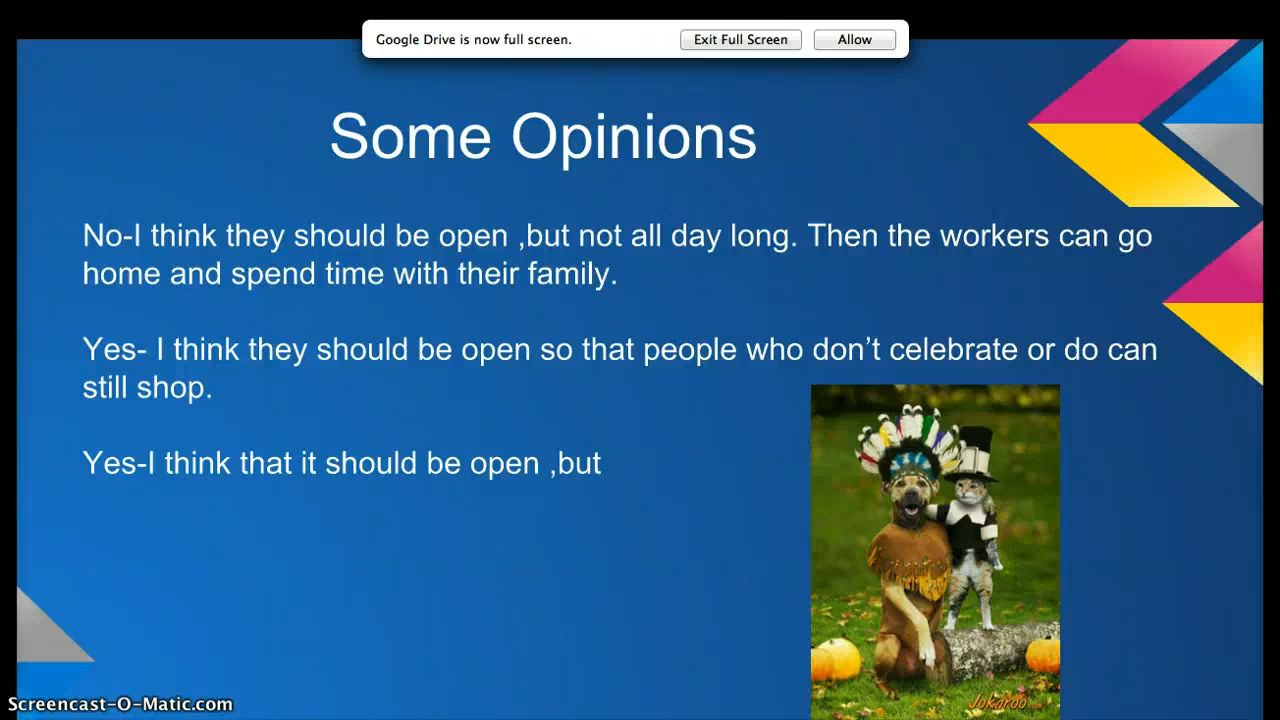 Google Drive is now full screen. Exit Full Screen Allow
Some Opinions
No-I think they should be open ,but not all day long. Then the workers can go
home and spend time with their family.
Yes- I think they should be open so that people who don’t celebrate or do can
still shop.
Yes-I think that it should be open ,but
Jokaroo.com
Screencast-O-Matic.com